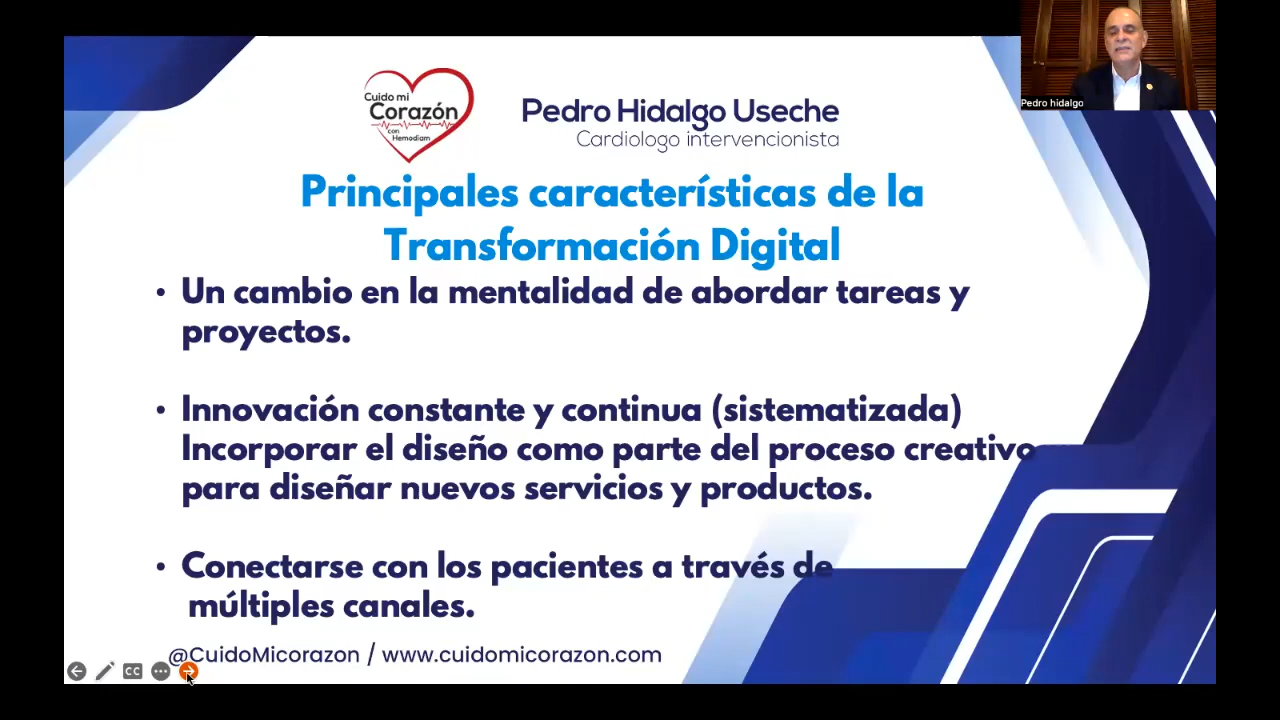 Cuido mi
Corazón
con
Hemodiam
Pedro Hidalgo Useche
Cardiologo intervencionista
Pedro hidalgo
Principales características de la
Transformación Digital
• Un cambio en la mentalidad de abordar tareas y
proyectos.
• Innovación constante y continua (sistematizada)
Incorporar el diseño como parte del proceso creativo
para diseñar nuevos servicios y productos.
• Conectarse con los pacientes a través de
múltiples canales.
@CuidoMicorazon / www.cuidomicorazon.com
CC